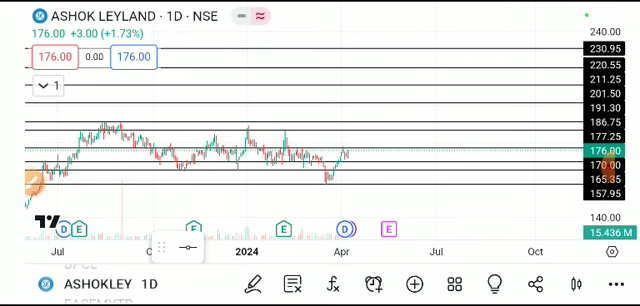 ASHOK LEYLAND · 1D · NSE
176.00 +3.00 (+1.73%)
176.00 0.00 176.00
1
240.00
230.95
220.55
211.25
201.50
191.30
186.75
177.25
176.00
170.00
165.35
157.95
140.00
15.436 M
D E E E D E
Jul 2024 Apr Jul Oct
BPCL
ASHOKLEY 1D